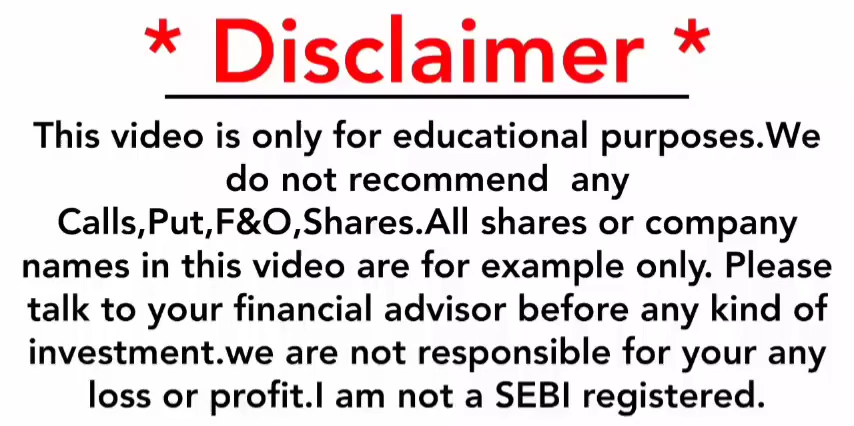 * Disclaimer *
This video is only for educational purposes.We
do not recommend  any
Calls,Put,F&O,Shares.All shares or company
names in this video are for example only. Please
talk to your financial advisor before any kind of
investment.we are not responsible for your any
loss or profit.I am not a SEBI registered.